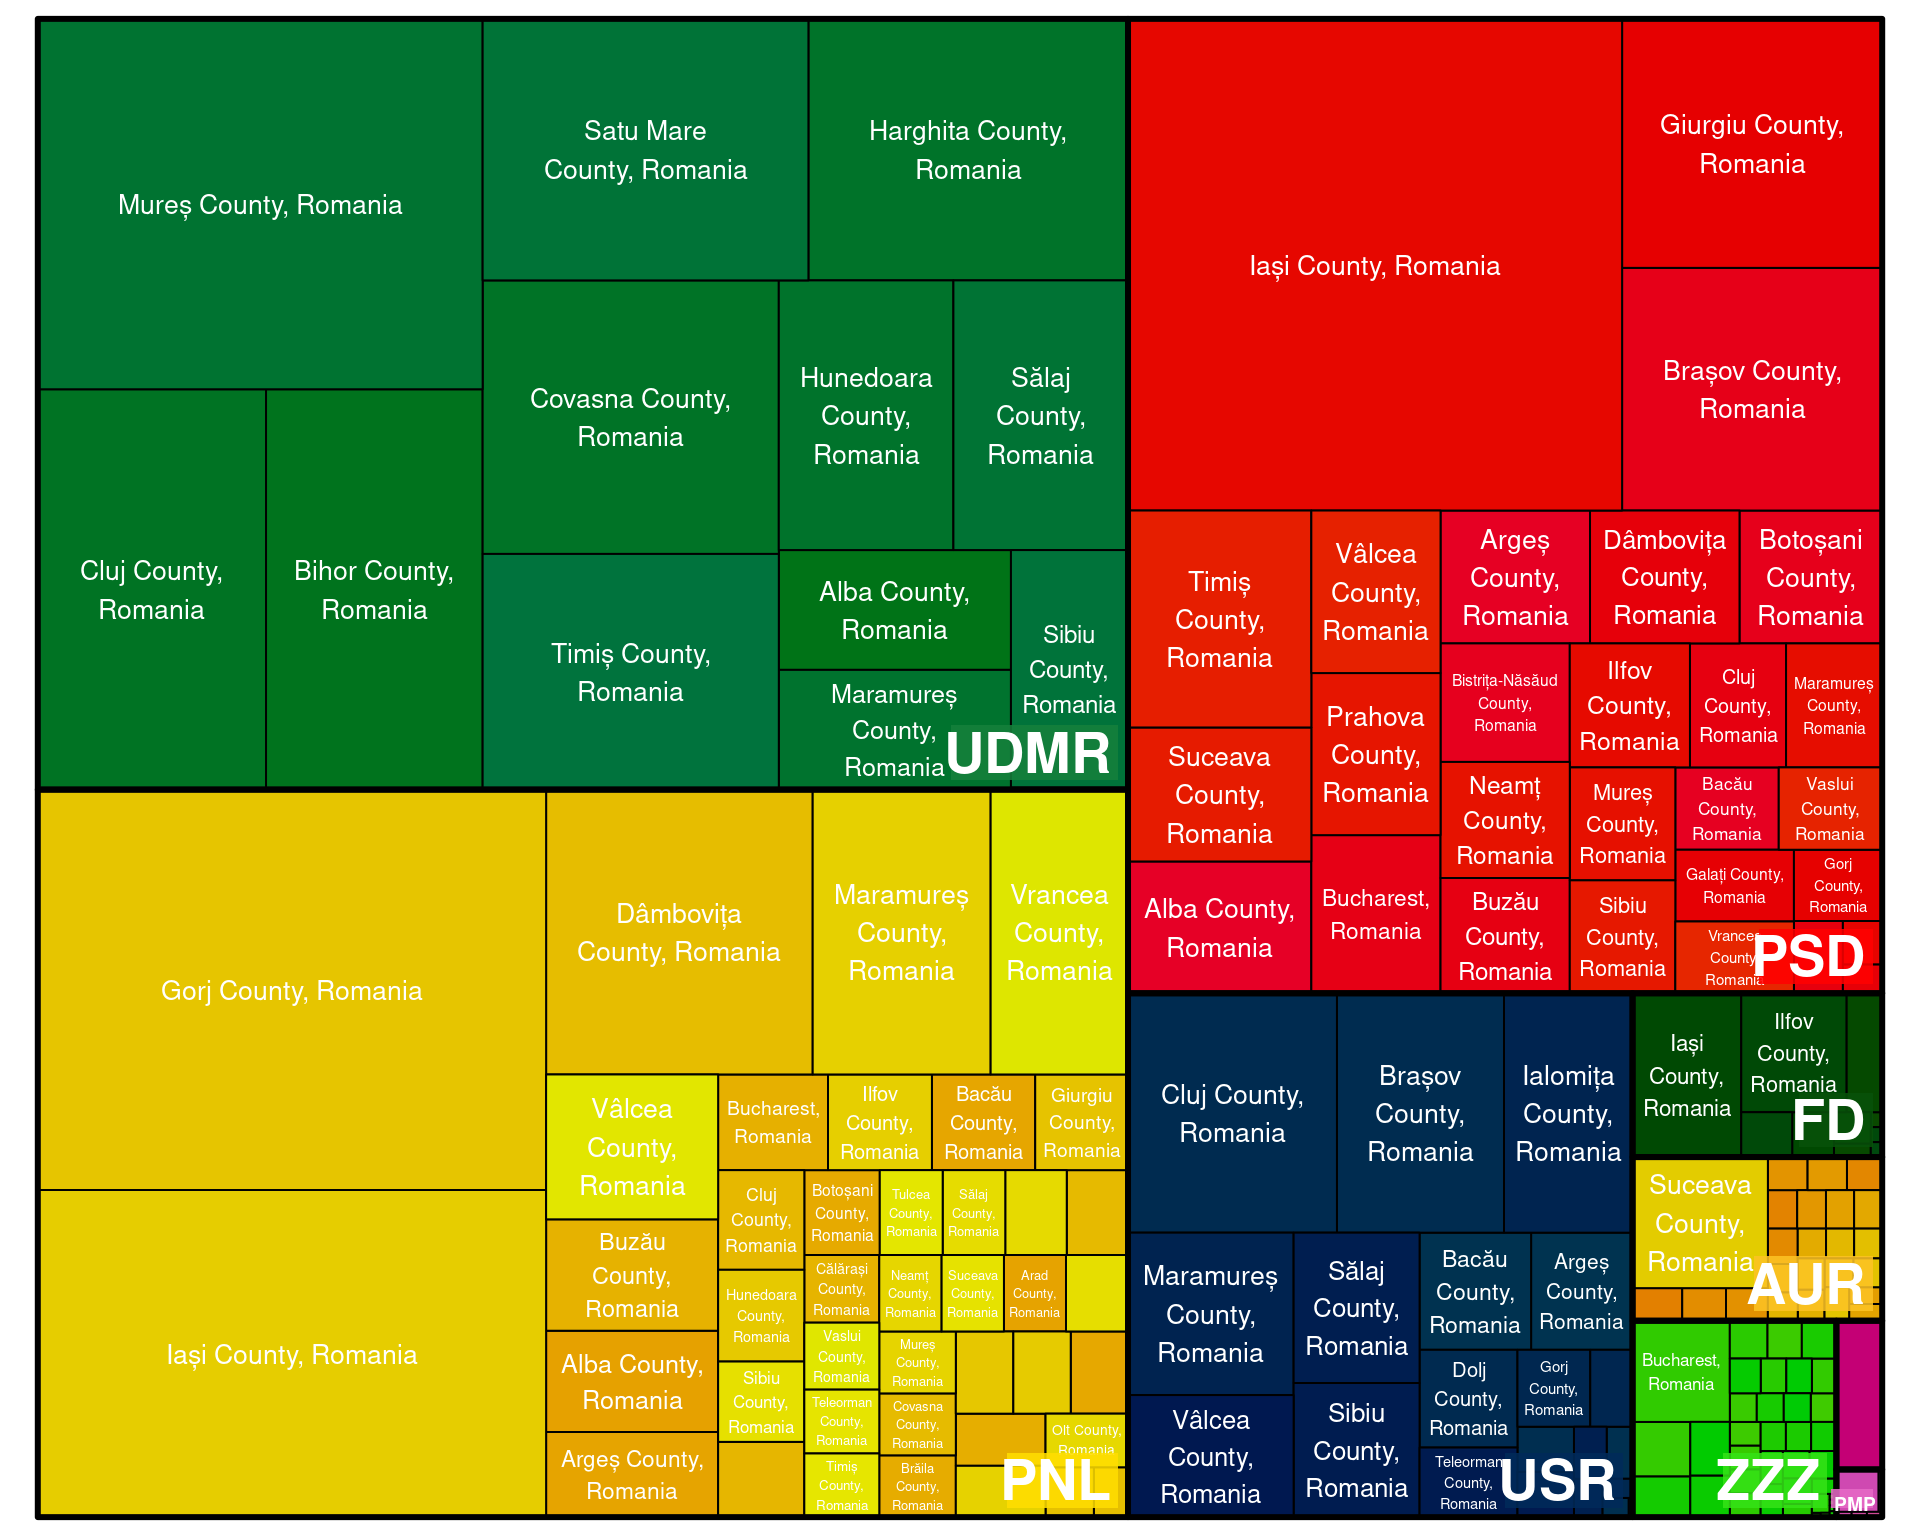 Mureș County, Romania
Satu Mare
County, Romania
Harghita County,
Romania
Cluj County,
Romania
Bihor County,
Romania
Covasna County,
Romania
Hunedoara
County,
Romania
Sălaj
County,
Romania
Timiș County,
Romania
Alba County,
Romania
Maramureș
County,
Romania
Sibiu
County,
Romania
UDMR
Iași County, Romania
Giurgiu County,
Romania
Brașov County,
Romania
Timiș
County,
Romania
Vâlcea
County,
Romania
Argeș
County,
Romania
Dâmbovița
County,
Romania
Botoșani
County,
Romania
Suceava
County,
Romania
Prahova
County,
Romania
Bistrița-Năsăud
County,
Romania
Ilfov
County,
Romania
Cluj
County,
Romania
Maramureș
County,
Romania
Alba County,
Romania
Bucharest,
Romania
Neamț
County,
Romania
Mureș
County,
Romania
Bacău
County,
Romania
Vaslui
County,
Romania
Buzău
County,
Romania
Sibiu
County,
Romania
Galați County,
Romania
Gorj
County,
Romania
Vrancea
County,
Romania
PSD
Gorj County, Romania
Iași County, Romania
Dâmbovița
County, Romania
Maramureș
County,
Romania
Vrancea
County,
Romania
Vâlcea
County,
Romania
Bucharest,
Romania
Ilfov
County,
Romania
Bacău
County,
Romania
Giurgiu
County,
Romania
Buzău
County,
Romania
Alba County,
Romania
Argeș County,
Romania
Cluj
County,
Romania
Hunedoara
County,
Romania
Sibiu
County,
Romania
Botoșani
County,
Romania
Călărași
County,
Romania
Vaslui
County,
Romania
Teleorman
County,
Romania
Timiș
County,
Romania
Tulcea
County,
Romania
Sălaj
County,
Romania
Neamț
County,
Romania
Suceava
County,
Romania
Arad
County,
Romania
Mureș
County,
Romania
Covasna
County,
Romania
Brăila
County,
Romania
Olt County,
Romania
PNL
Cluj County,
Romania
Brașov
County,
Romania
Ialomița
County,
Romania
Maramureș
County,
Romania
Vâlcea
County,
Romania
Sălaj
County,
Romania
Sibiu
County,
Romania
Bacău
County,
Romania
Argeș
County,
Romania
Dolj
County,
Romania
Gorj
County,
Romania
Teleorman
County,
Romania
USR
Iași
County,
Romania
Ilfov
County,
Romania
FD
Suceava
County,
Romania
AUR
Bucharest,
Romania
ZZZ
PMP